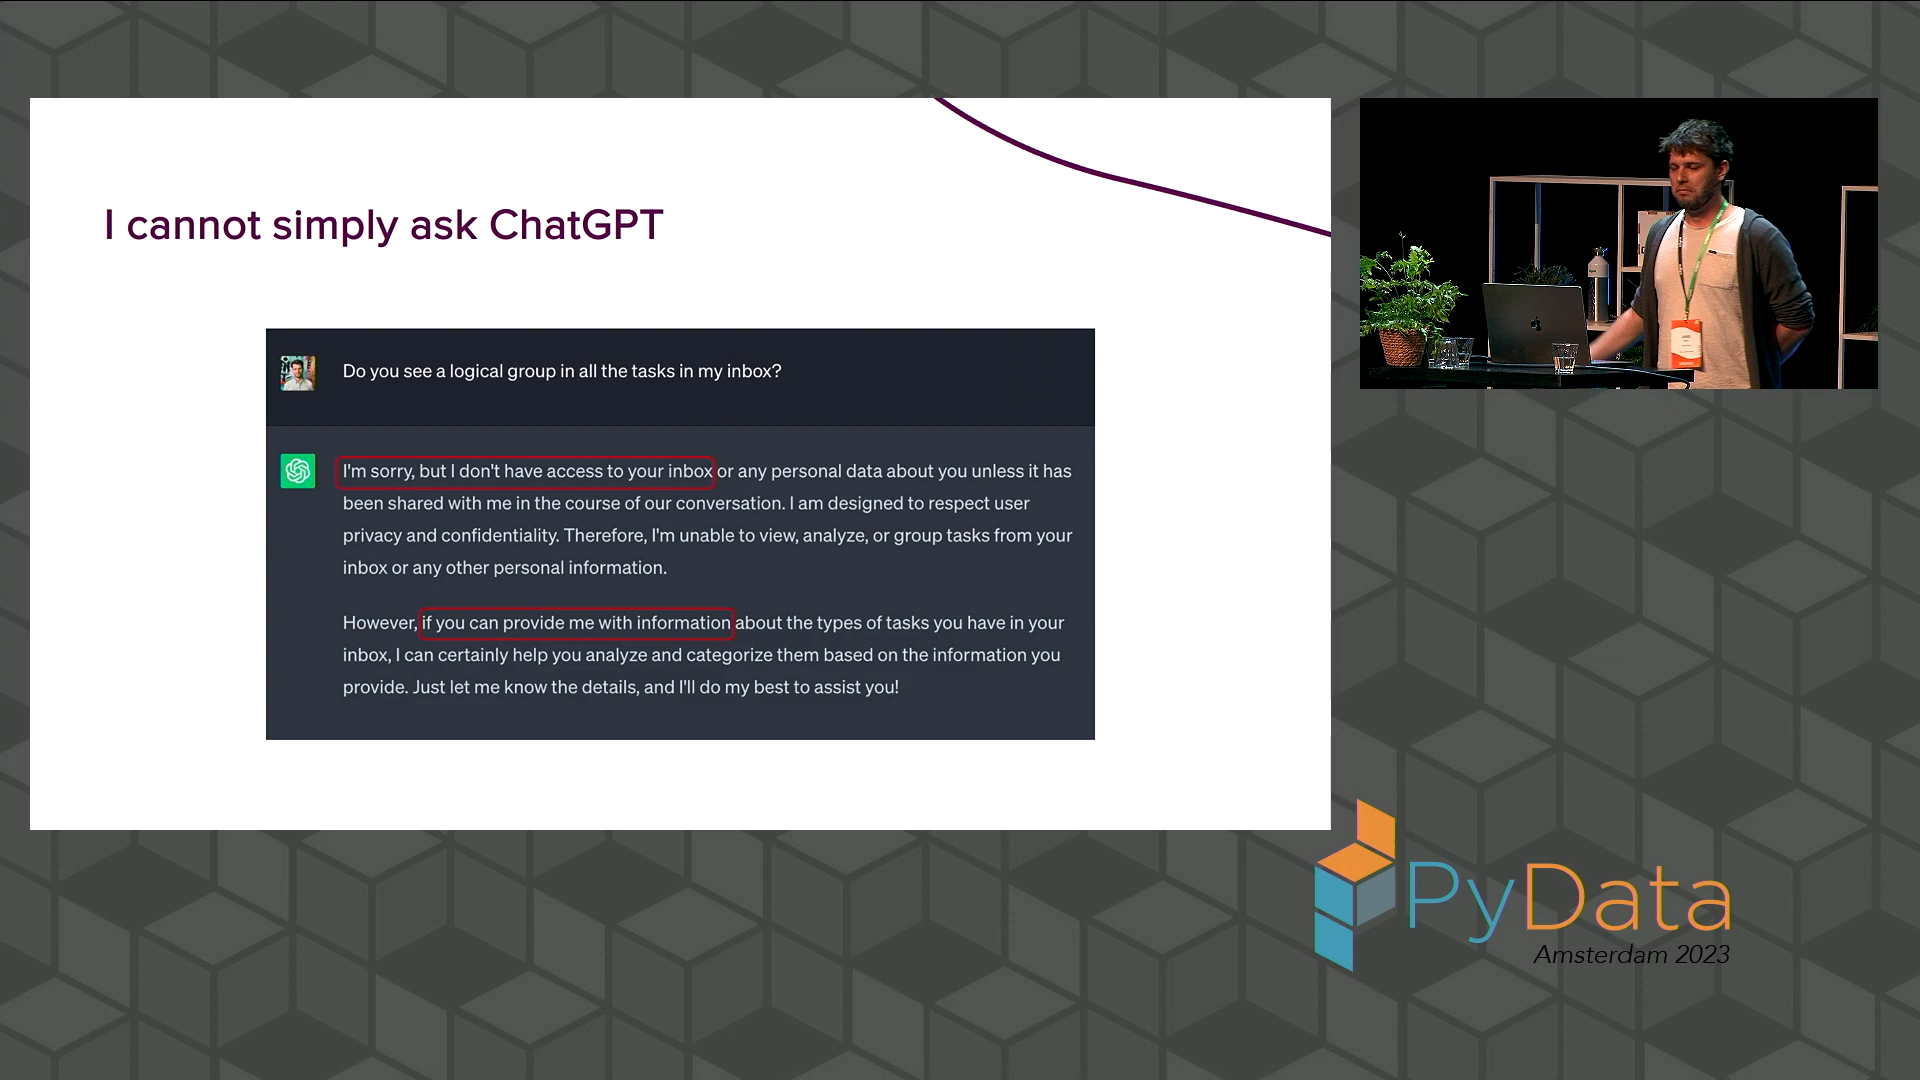 I cannot simply ask ChatGPT
Do you see a logical group in all the tasks in my inbox?
I'm sorry, but I don't have access to your inbox or any personal data about you unless it has
been shared with me in the course of our conversation. I am designed to respect user
privacy and confidentiality. Therefore, I'm unable to view, analyze, or group tasks from your
inbox or any other personal information.
However, if you can provide me with information about the types of tasks you have in your
inbox, I can certainly help you analyze and categorize them based on the information you
provide. Just let me know the details, and I'll do my best to assist you!
PyData
Amsterdam 2023